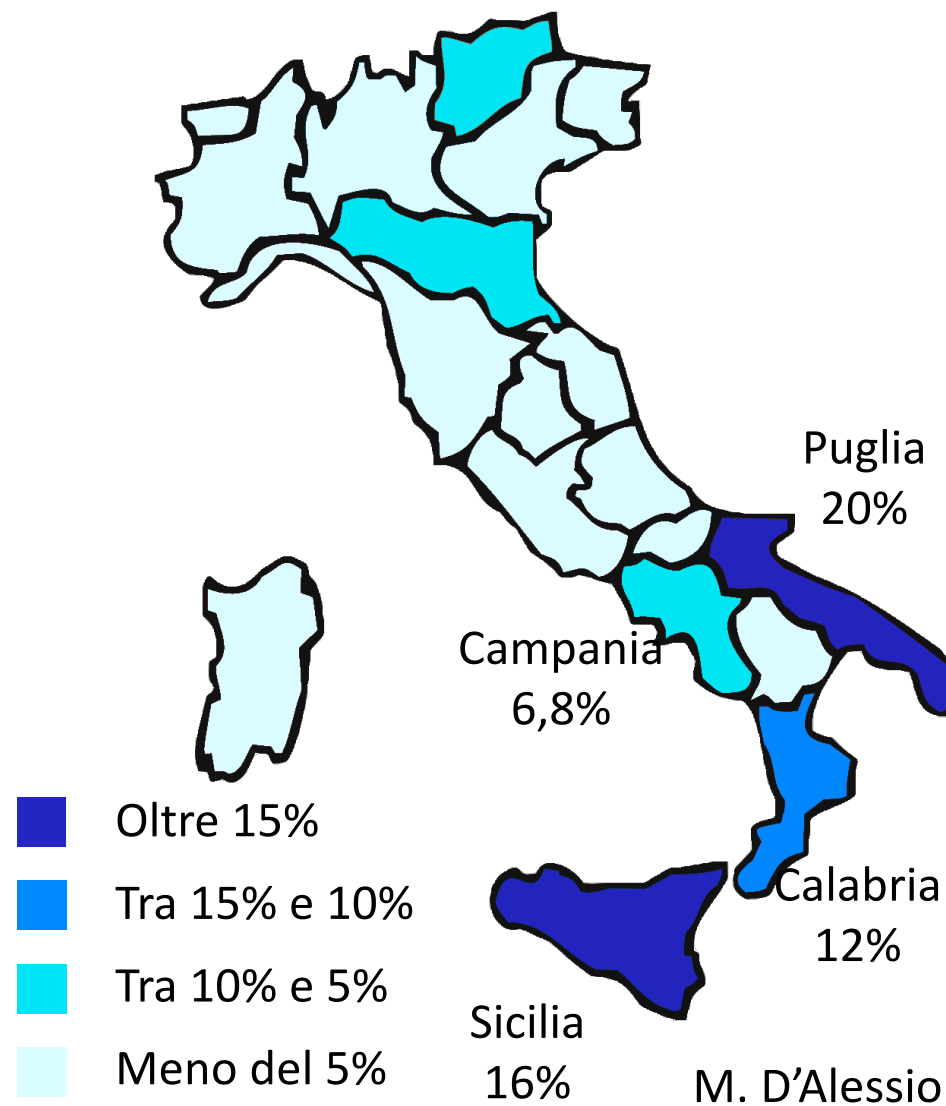 Puglia
20%
Campania
6,8%
Oltre 15%
Tra 15% e 10%
Calabria
12%
Tra 10% e 5%
Sicilia
16%
Meno del 5%
M. D’Alessio